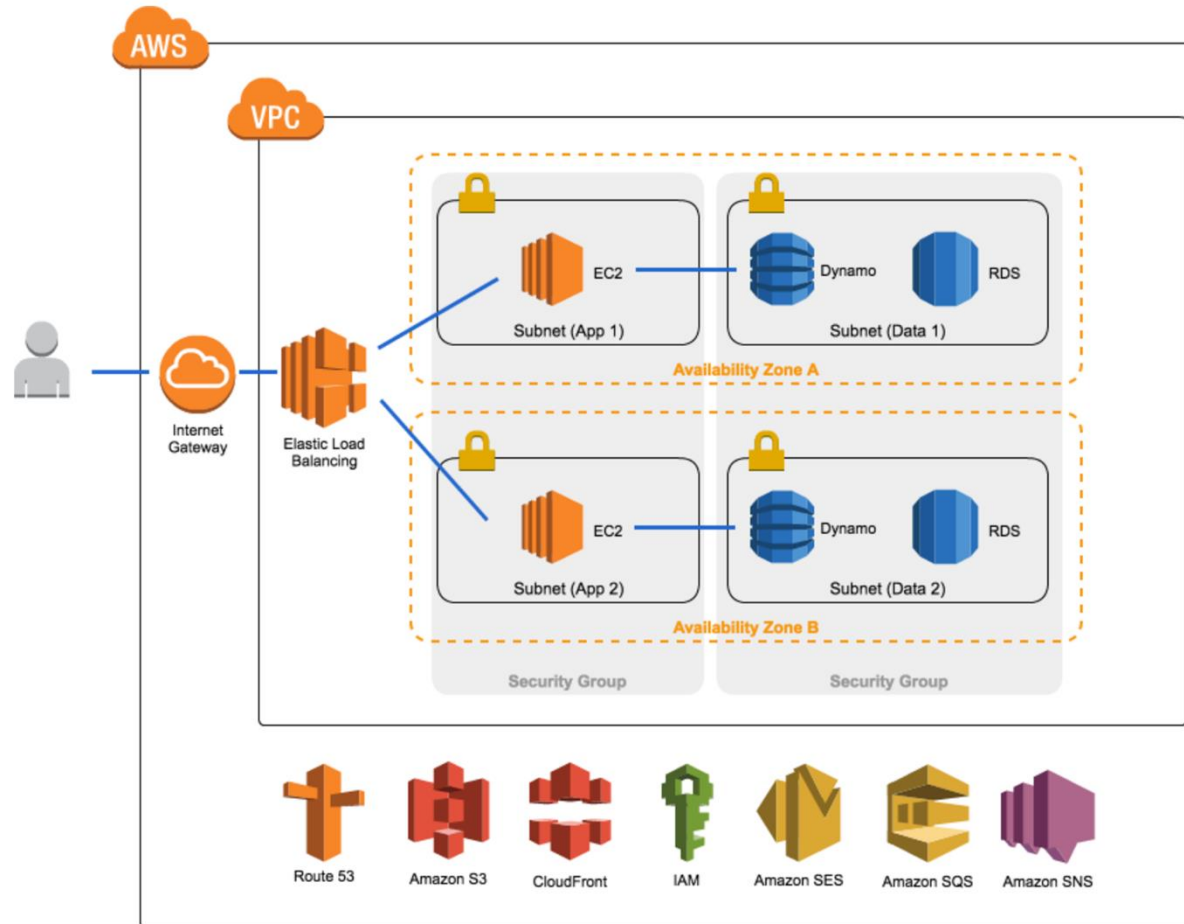 AWS
VPC
EC2
Dynamo
RDS
Subnet (App 1)
Subnet (Data 1)
Availability Zone A
Internet
Gateway
Elastic Load
Balancing
EC2
Dynamo
RDS
Subnet (App 2)
Subnet (Data 2)
Availability Zone B
Security Group
Security Group
Route 53
Amazon S3
CloudFront
IAM
Amazon SES
Amazon SQS
Amazon SNS